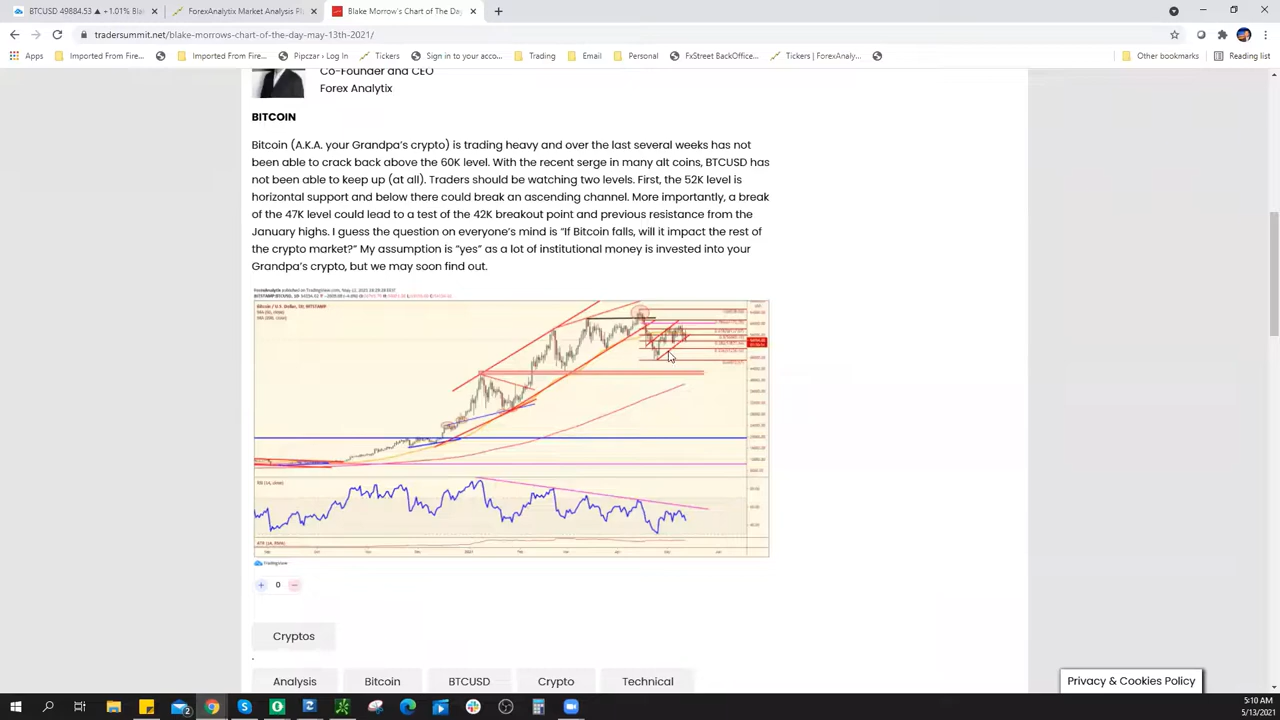 BTCUSD 49884.53 ▲ +1.01% Blak
ForexAnalytix PREMIUM Streami
Blake Morrow's Chart of The Day
tradersummit.net/blake-morrows-chart-of-the-day-may-13th-2021/
Apps
Imported From Fire...
Imported From Fire...
Pipczar › Log In
Tickers
Sign in to your acco...
Trading
FxStreet BackOffice...
Email
Personal
Tickers | ForexAnaly...
Other bookmarks
Reading list
Co-Founder and CEO
Forex Analytix
BITCOIN
Bitcoin (A.K.A. your Grandpa's crypto) is trading heavy and over the last several weeks has not
been able to crack back above the 60K level. With the recent serge in many alt coins, BTCUSD has
not been able to keep up (at all). Traders should be watching two levels. First, the 52K level is
horizontal support and below there could break an ascending channel. More importantly, a break
of the 47K level could lead to a test of the 42K breakout point and previous resistance from the
January highs. I guess the question on everyone's mind is "If Bitcoin falls, will it impact the rest of
the crypto market?" My assumption is "yes" as a lot of institutional money is invested into your
Grandpa's crypto, but we may soon find out.
Bitcoin / U.S. Dollar, 1D, BITSTAMP
2021
TradingView
0
Cryptos
Analysis
Bitcoin
BTCUSD
Crypto
Technical
Privacy & Cookies Policy
5:10 AM
5/13/2021